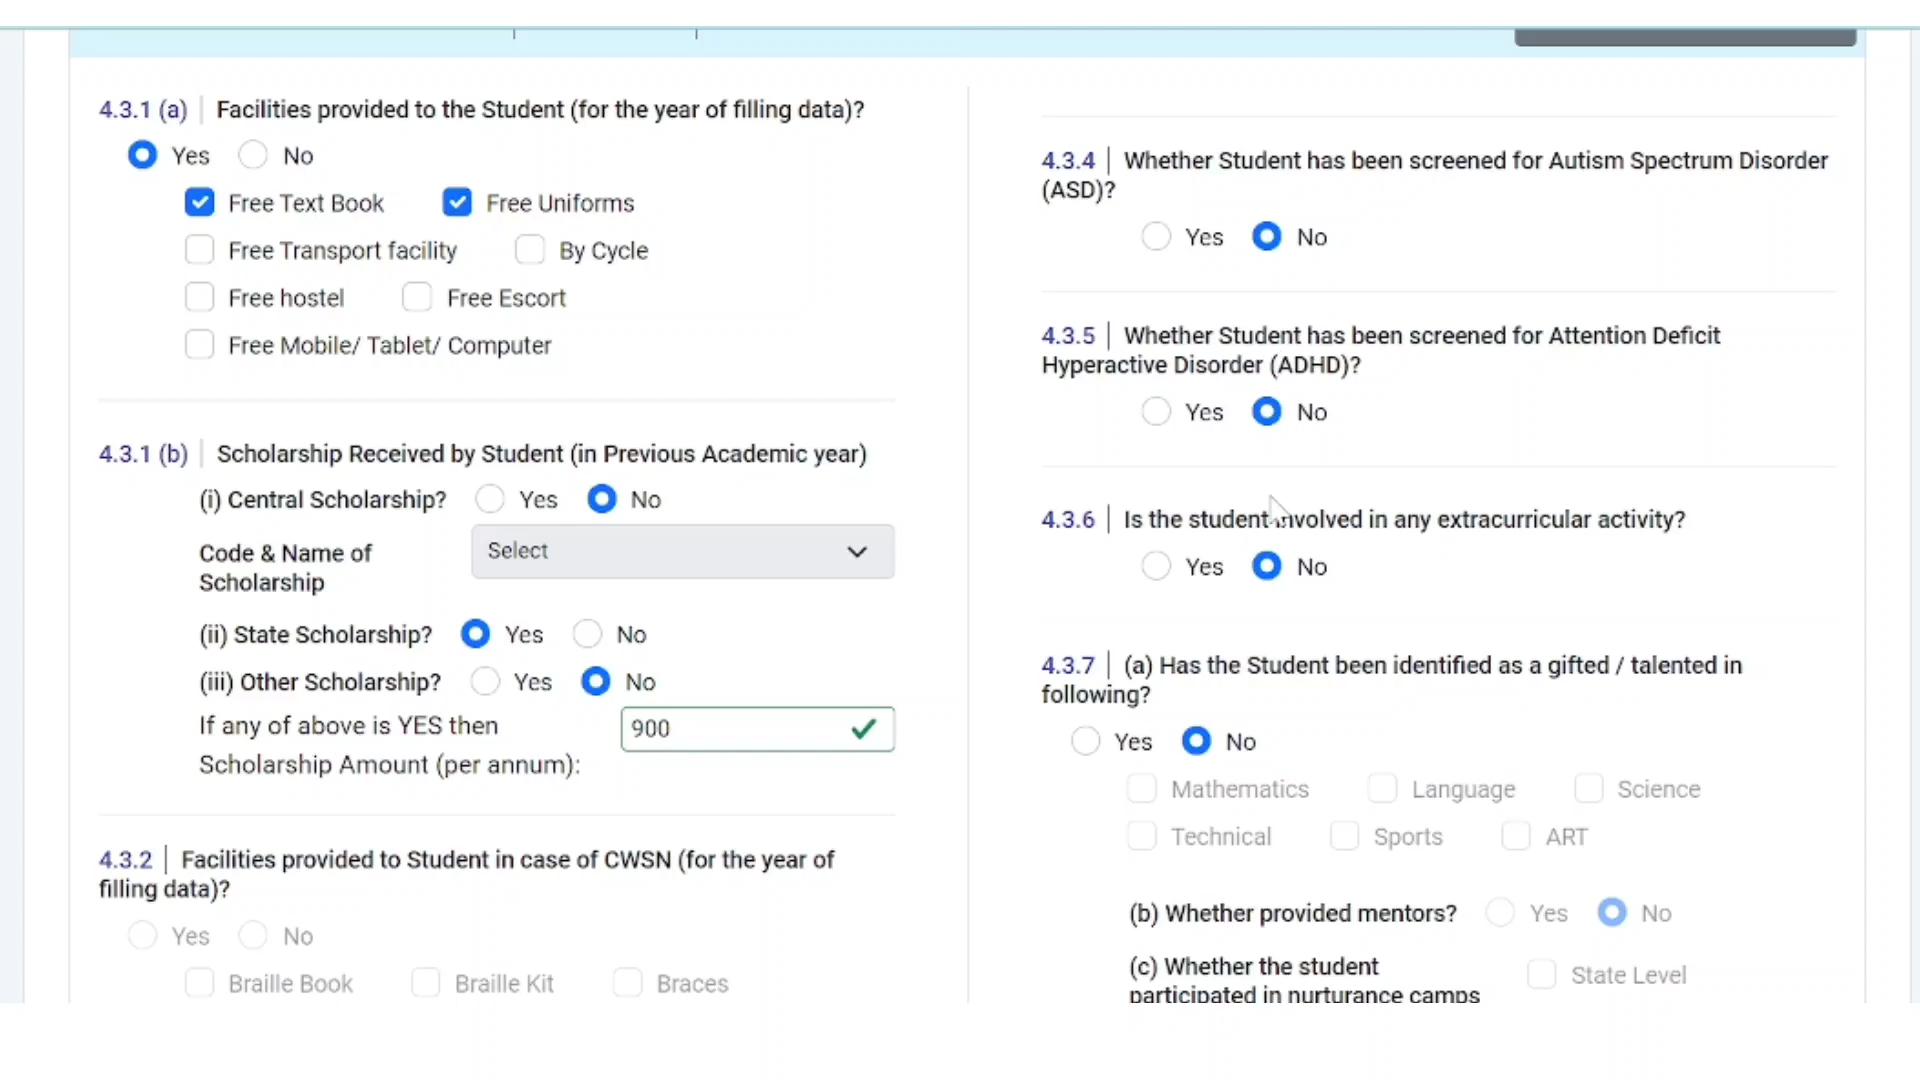 4.3.1 (a) Facilities provided to the Student (for the year of filling data)?
Yes No
Free Text Book Free Uniforms
Free Transport facility By Cycle
Free hostel Free Escort
Free Mobile/ Tablet/ Computer
4.3.1 (b) Scholarship Received by Student (in Previous Academic year)
(i) Central Scholarship? Yes No
Code & Name of
Scholarship
Select
(ii) State Scholarship? Yes No
(iii) Other Scholarship? Yes No
If any of above is YES then
Scholarship Amount (per annum):
900
4.3.2 Facilities provided to Student in case of CWSN (for the year of
filling data)?
Yes No
Braille Book Braille Kit Braces
4.3.4 Whether Student has been screened for Autism Spectrum Disorder
(ASD)?
Yes No
4.3.5 Whether Student has been screened for Attention Deficit
Hyperactive Disorder (ADHD)?
Yes No
4.3.6 Is the student involved in any extracurricular activity?
Yes No
4.3.7 (a) Has the Student been identified as a gifted / talented in
following?
Yes No
Mathematics Language Science
Technical Sports ART
(b) Whether provided mentors? Yes No
(c) Whether the student
participated in nurturance camps
State Level